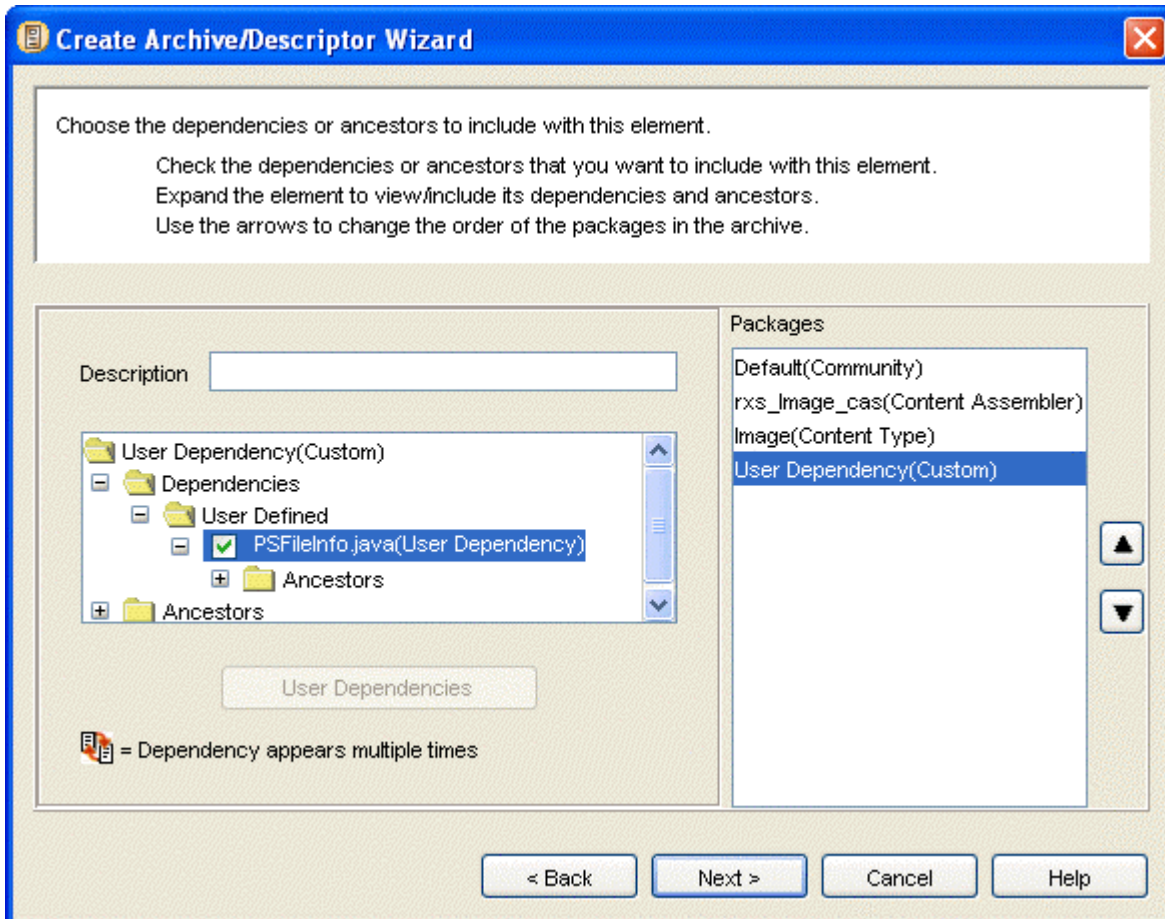 Create Archive/Descriptor Wizard
Choose the dependencies or ancestors to include with this element.
Check the dependencies or ancestors that you want to include with this element.
Expand the element to view/include its dependencies and ancestors.
Use the arrows to change the order of the packages in the archive.
Description
User Dependency(Custom)
Dependencies
User Defined
PSFileInfo.java(User Dependency)
Ancestors
Ancestors
User Dependencies
= Dependency appears multiple times
Packages
Default(Community)
rxs_Image_cas(Content Assembler)
Image(Content Type)
User Dependency(Custom)
< Back
Next >
Cancel
Help